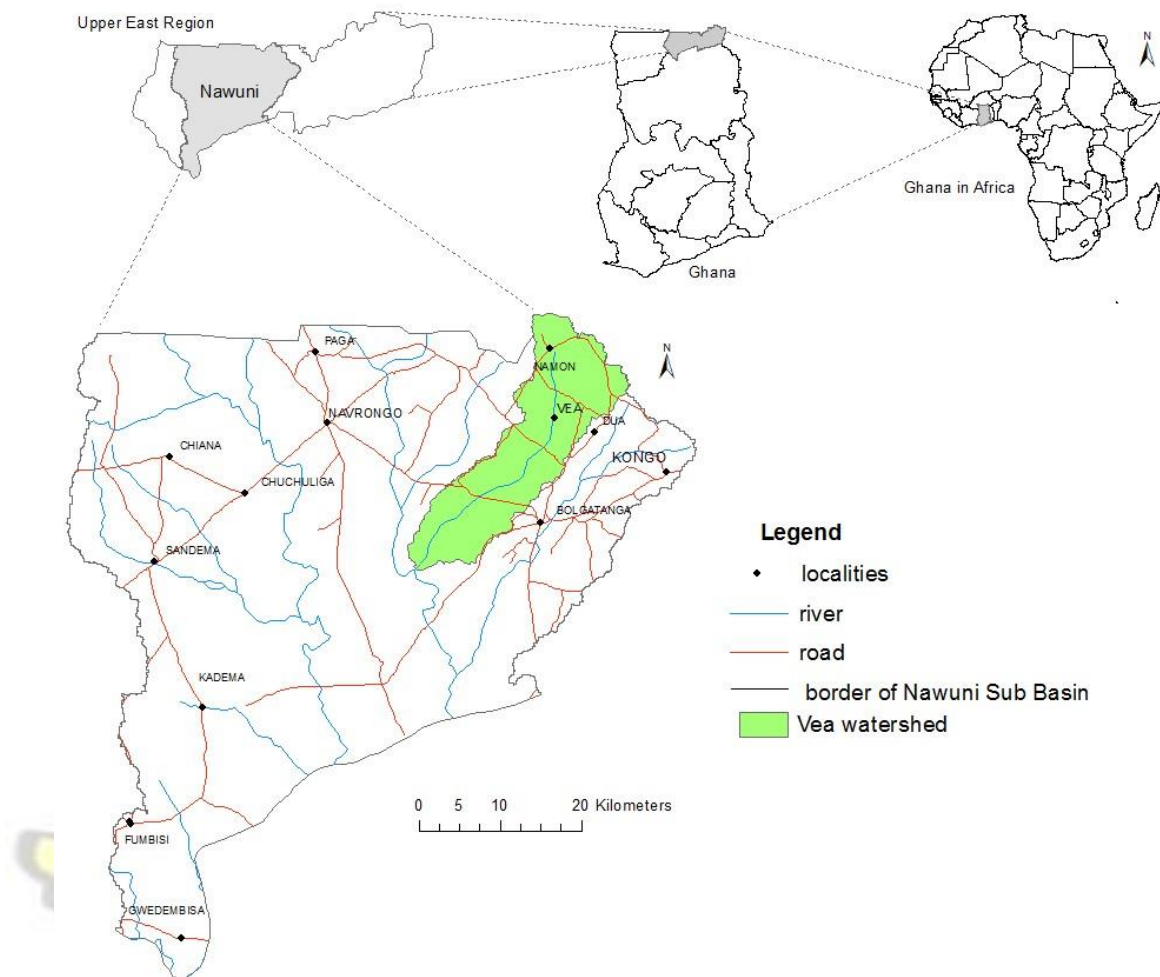 Upper East Region
Nawuni
N
Ghana in Africa
Ghana
N
PAGA
NAMON
NAVRONGO
VEA
DUA
CHIANA
KONGO
CHUCHULIGA
BOLGATANGA
SANDEMA
KADEMA
FUMBISI
GWEDEMBISA
0 5 10 20 Kilometers
Legend
localities
river
road
border of Nawuni Sub Basin
Vea watershed